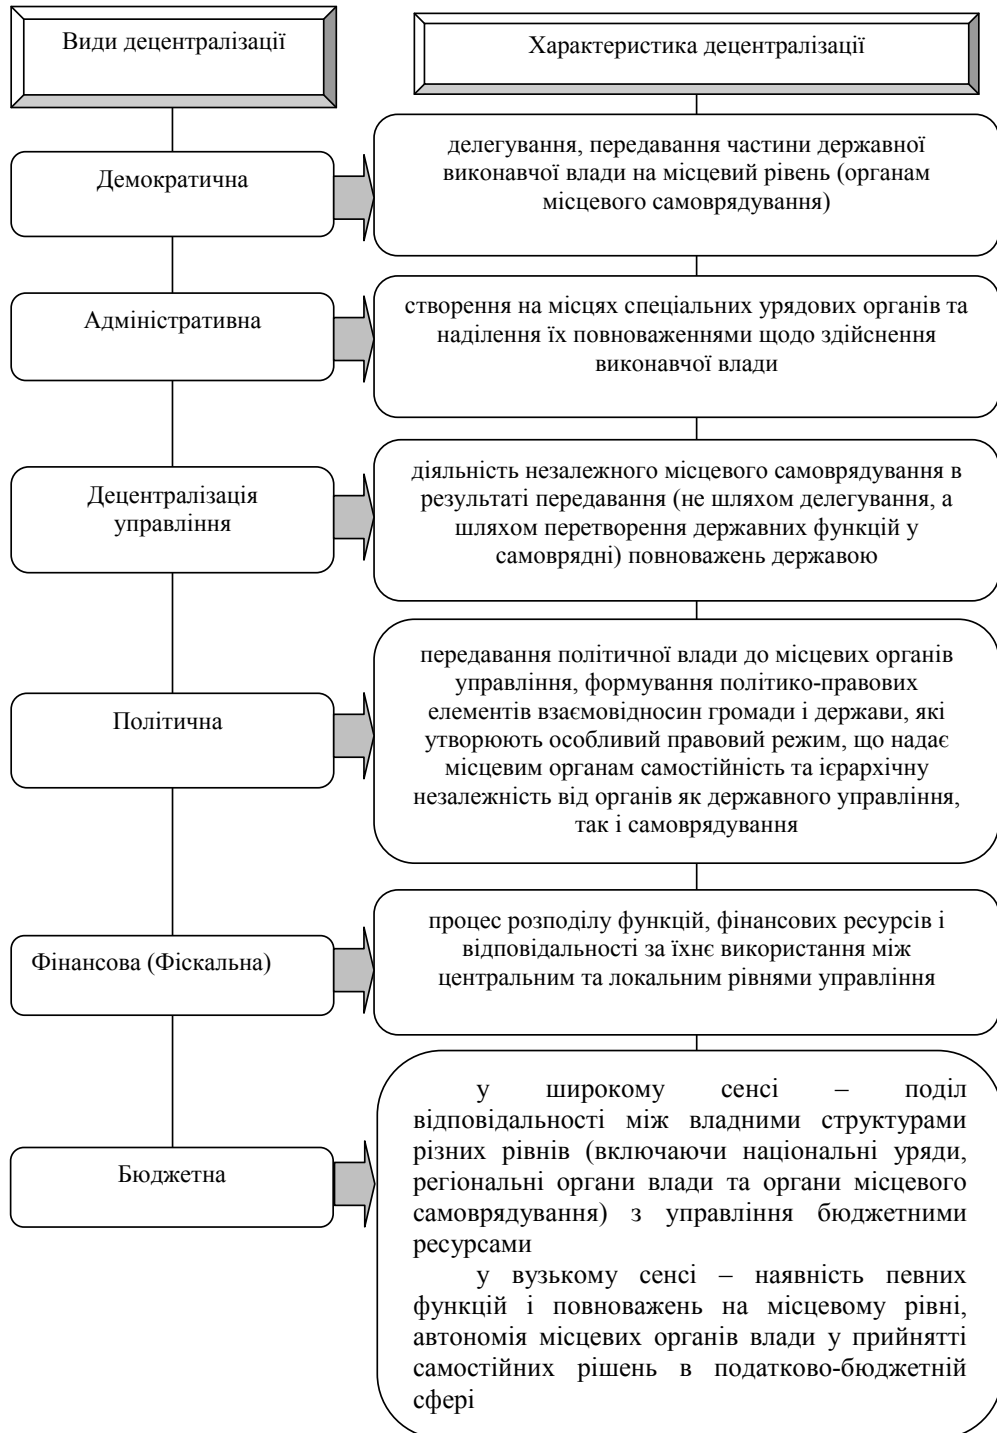 Види децентралізації
Характеристика децентралізації
Демократична
делегування, передавання частини державної
виконавчої влади на місцевий рівень (органам
місцевого самоврядування)
Адміністративна
створення на місцях спеціальних урядових органів та
наділення їх повноваженнями щодо здійснення
виконавчої влади
Децентралізація
управління
діяльність незалежного місцевого самоврядування в
результаті передавання (не шляхом делегування, а
шляхом перетворення державних функцій у
самоврядні) повноважень державою
Політична
передавання політичної влади до місцевих органів
управління, формування політико-правових
елементів взаємовідносин громади і держави, які
утворюють особливий правовий режим, що надає
місцевим органам самостійність та ієрархічну
незалежність від органів як державного управління,
так і самоврядування
Фінансова (Фіскальна)
процес розподілу функцій, фінансових ресурсів і
відповідальності за їхнє використання між
центральним та локальним рівнями управління
Бюджетна
у широкому сенсі – поділ
відповідальності між владними структурами
різних рівнів (включаючи національні уряди,
регіональні органи влади та органи місцевого
самоврядування) з управління бюджетними
ресурсами
у вузькому сенсі – наявність певних
функцій і повноважень на місцевому рівні,
автономія місцевих органів влади у прийнятті
самостійних рішень в податково-бюджетній
сфері